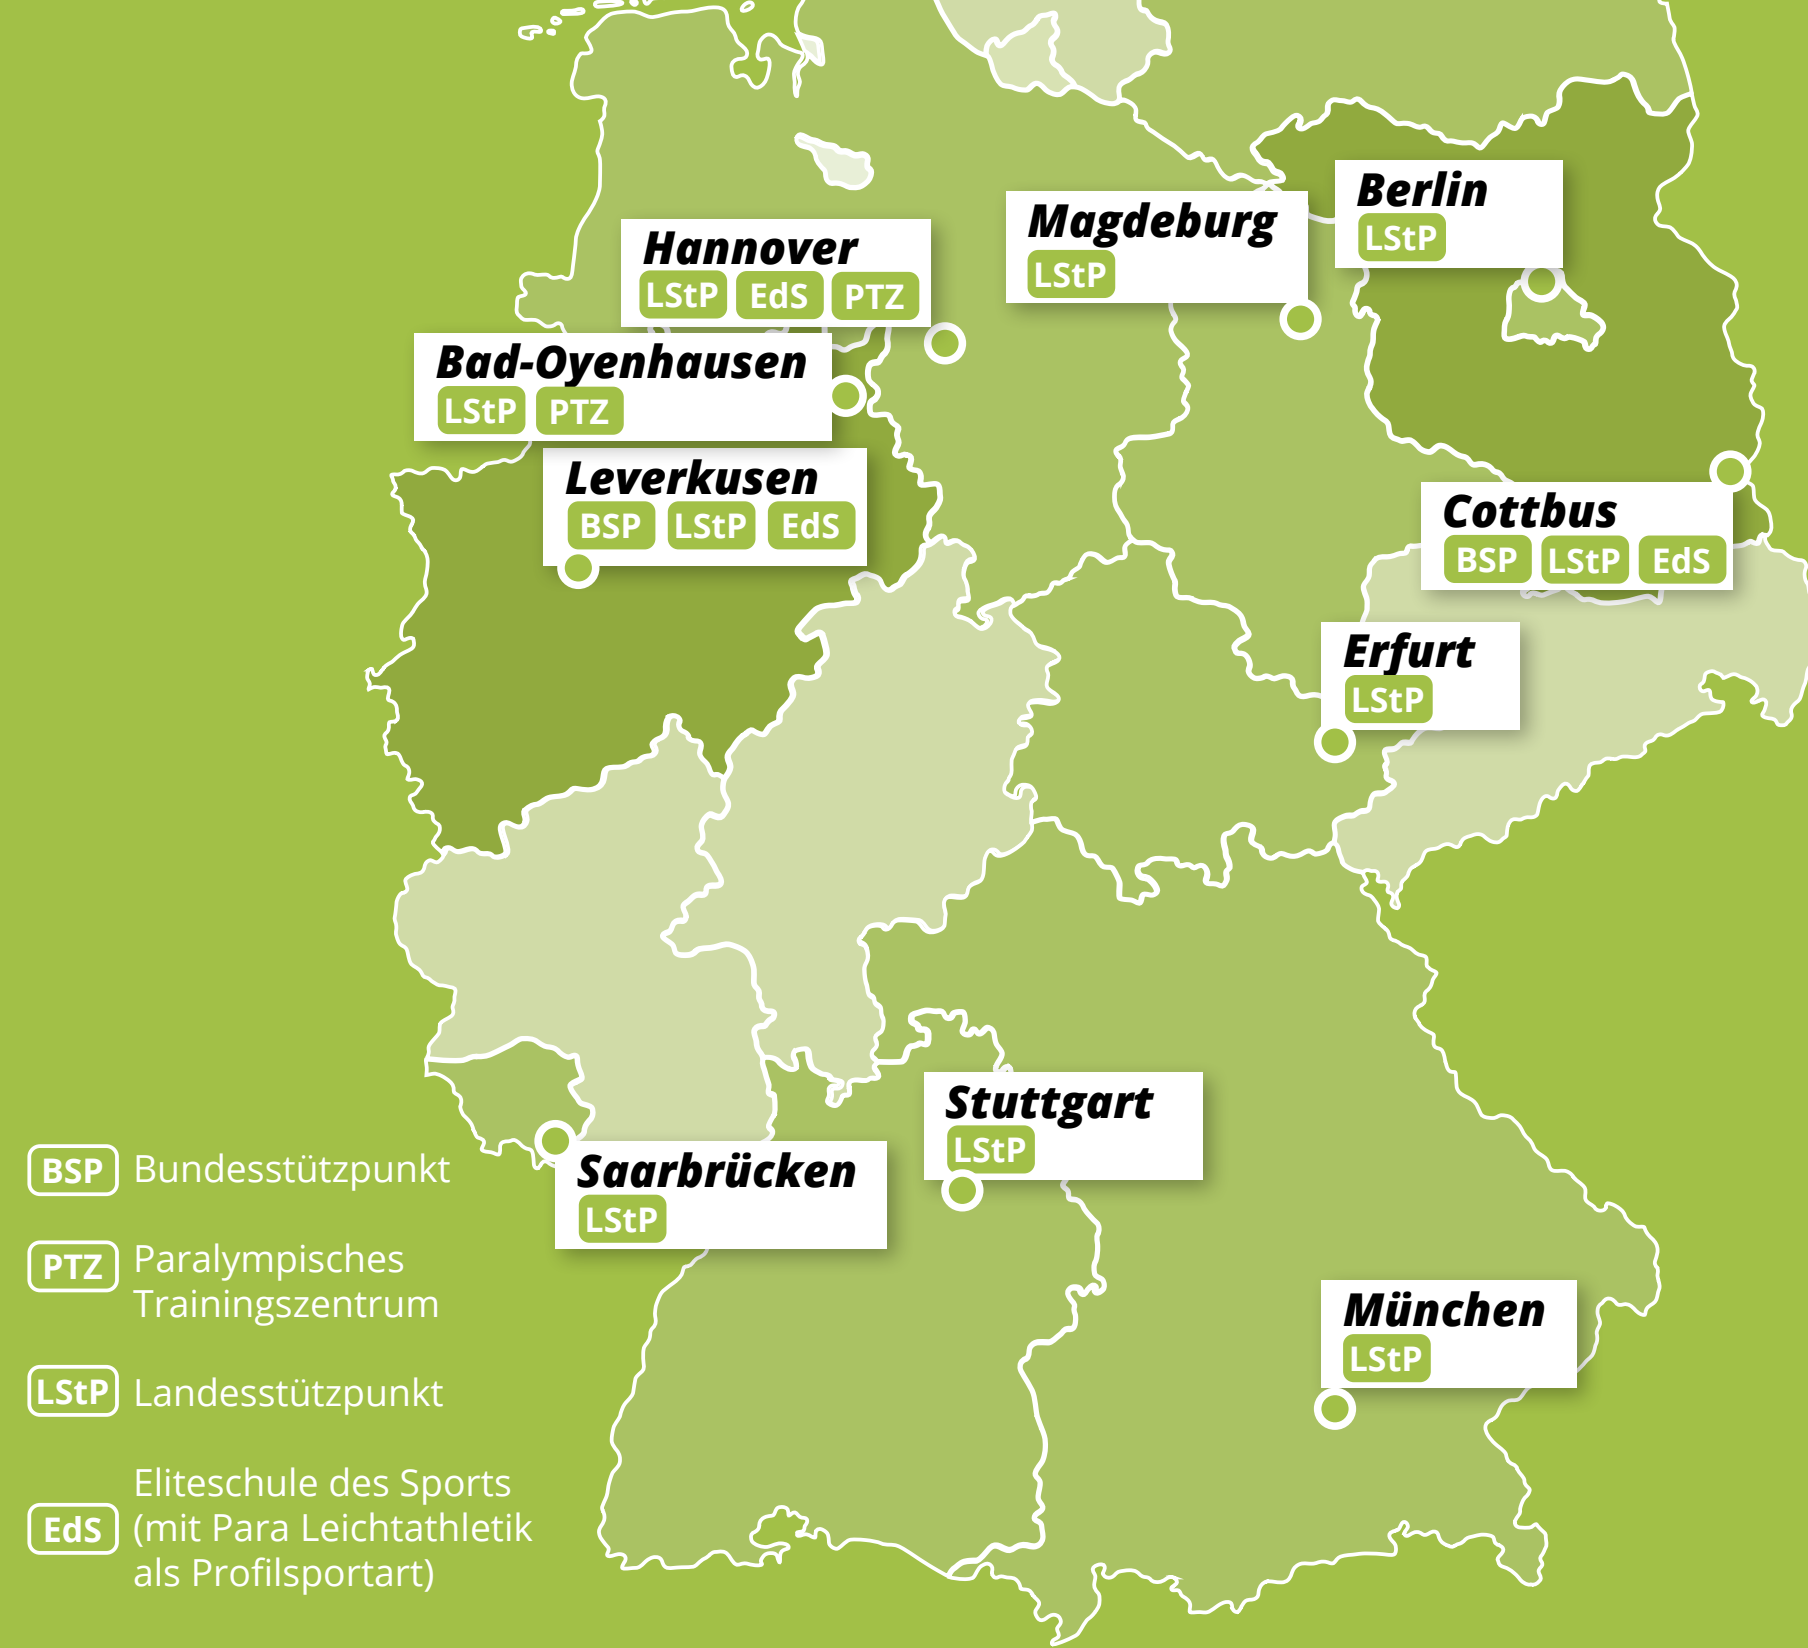 Berlin
LStP
Magdeburg
LStP
Hannover
LStP EdS PTZ
Bad-Oyenhausen
LStP PTZ
Leverkusen
BSP LStP EdS
Cottbus
BSP LStP EdS
Erfurt
LStP
Stuttgart
LStP
Saarbrücken
LStP
München
LStP
BSP Bundesstützpunkt
PTZ Paralympisches
Trainingszentrum
LStP Landesstützpunkt
Eliteschule des Sports
EdS (mit Para Leichtathletik
als Profilsportart)